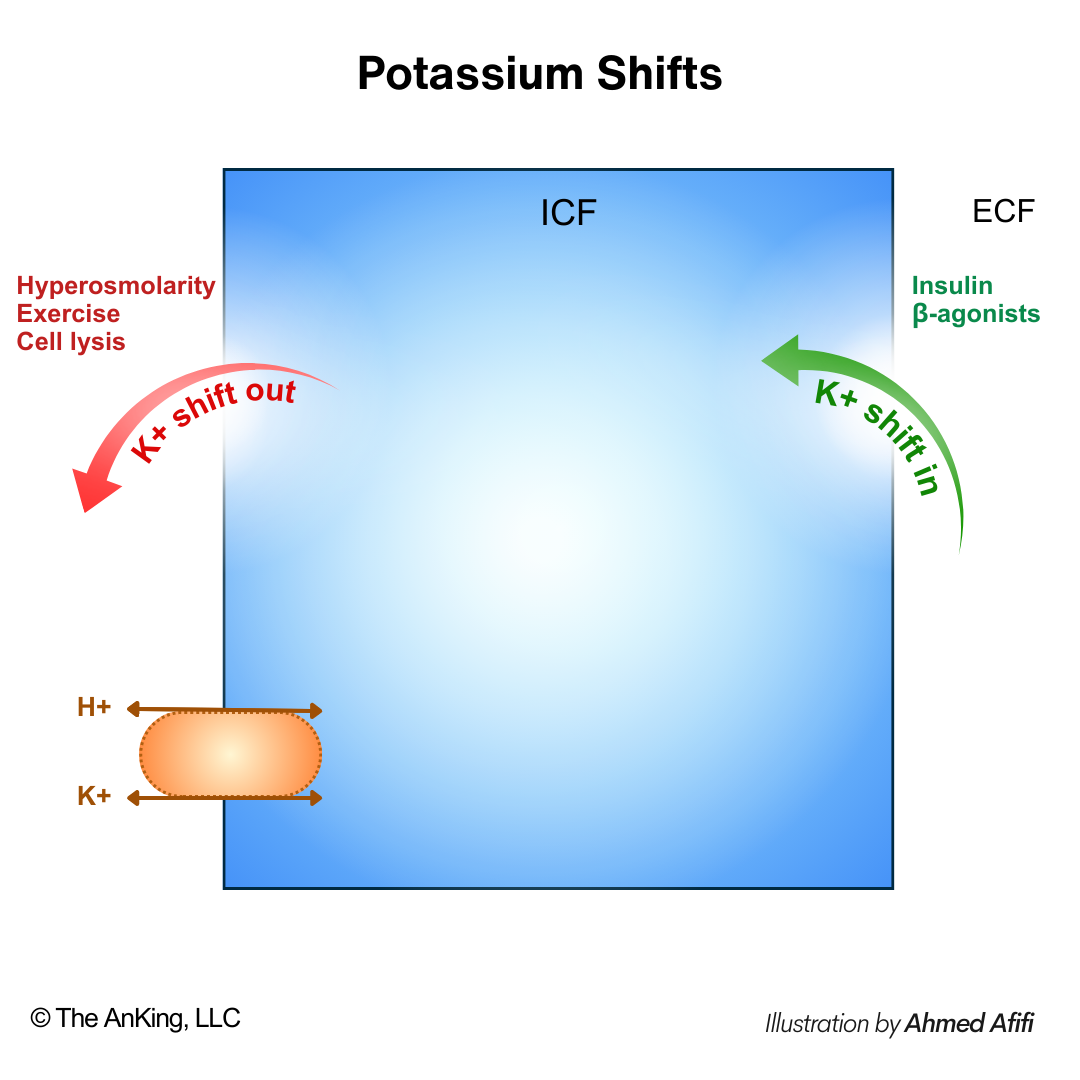 Potassium Shifts
ICF
ECF
Hyperosmolarity
Exercise
Cell lysis
K+ shift out
Insulin
β-agonists
K+ shift in
H+
K+
© The AnKing, LLC
Illustration by Ahmed Afifi